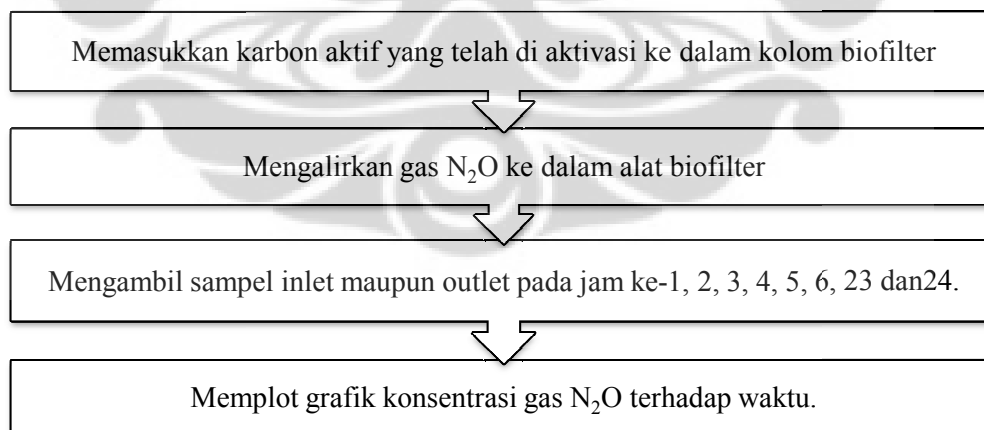 Memasukkan karbon aktif yang telah di aktivasi ke dalam kolom biofilter
Mengalirkan gas N₂O ke dalam alat biofilter
Mengambil sampel inlet maupun outlet pada jam ke-1, 2, 3, 4, 5, 6, 23 dan24.
Memplot grafik konsentrasi gas N₂O terhadap waktu.